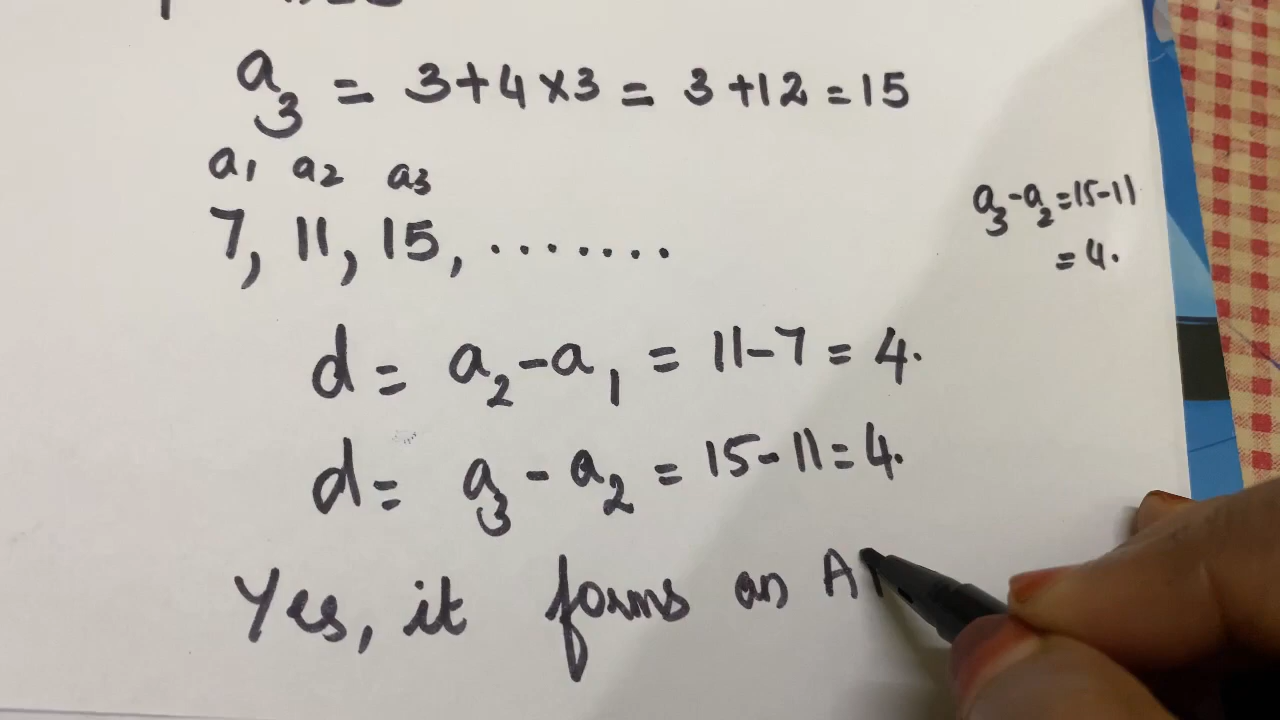 a3 = 3+4×3 = 3+12=15
a1 a2 a3
7, 11, 15, .......
a3-a2=15-11
=4.
d= a2-a1 = 11-7 = 4.
d= a3 - a2 = 15-11=4.
Yes, it forms an A